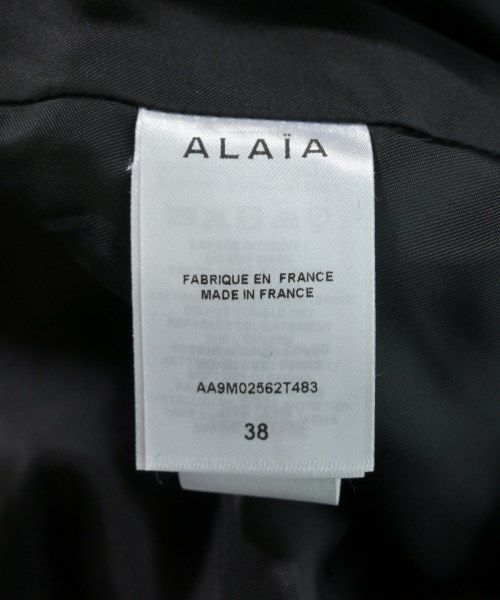 ALAÏA
FABRIQUE EN FRANCE
MADE IN FRANCE
AA9M02562T483
38